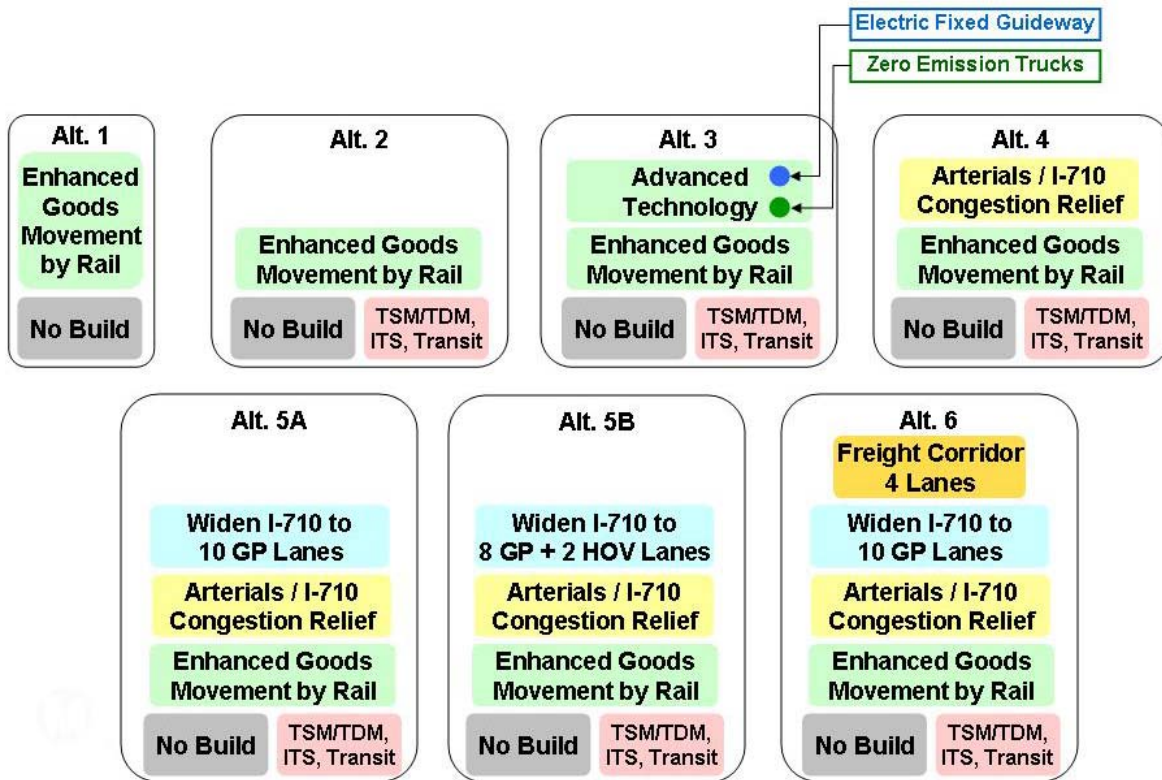 Electric Fixed Guideway
Zero Emission Trucks
Alt. 1
Enhanced
Goods
Movement
by Rail
No Build
Alt. 2
Enhanced Goods
Movement by Rail
No Build
TSM/TDM,
ITS, Transit
Alt. 3
Advanced
Technology
Enhanced Goods
Movement by Rail
No Build
TSM/TDM,
ITS, Transit
Alt. 4
Arterials / I-710
Congestion Relief
Enhanced Goods
Movement by Rail
No Build
TSM/TDM,
ITS, Transit
Alt. 5A
Widen I-710 to
10 GP Lanes
Arterials / I-710
Congestion Relief
Enhanced Goods
Movement by Rail
No Build
TSM/TDM,
ITS, Transit
Alt. 5B
Widen I-710 to
8 GP + 2 HOV Lanes
Arterials / I-710
Congestion Relief
Enhanced Goods
Movement by Rail
No Build
TSM/TDM,
ITS, Transit
Alt. 6
Freight Corridor
4 Lanes
Widen I-710 to
10 GP Lanes
Arterials / I-710
Congestion Relief
Enhanced Goods
Movement by Rail
No Build
TSM/TDM,
ITS, Transit